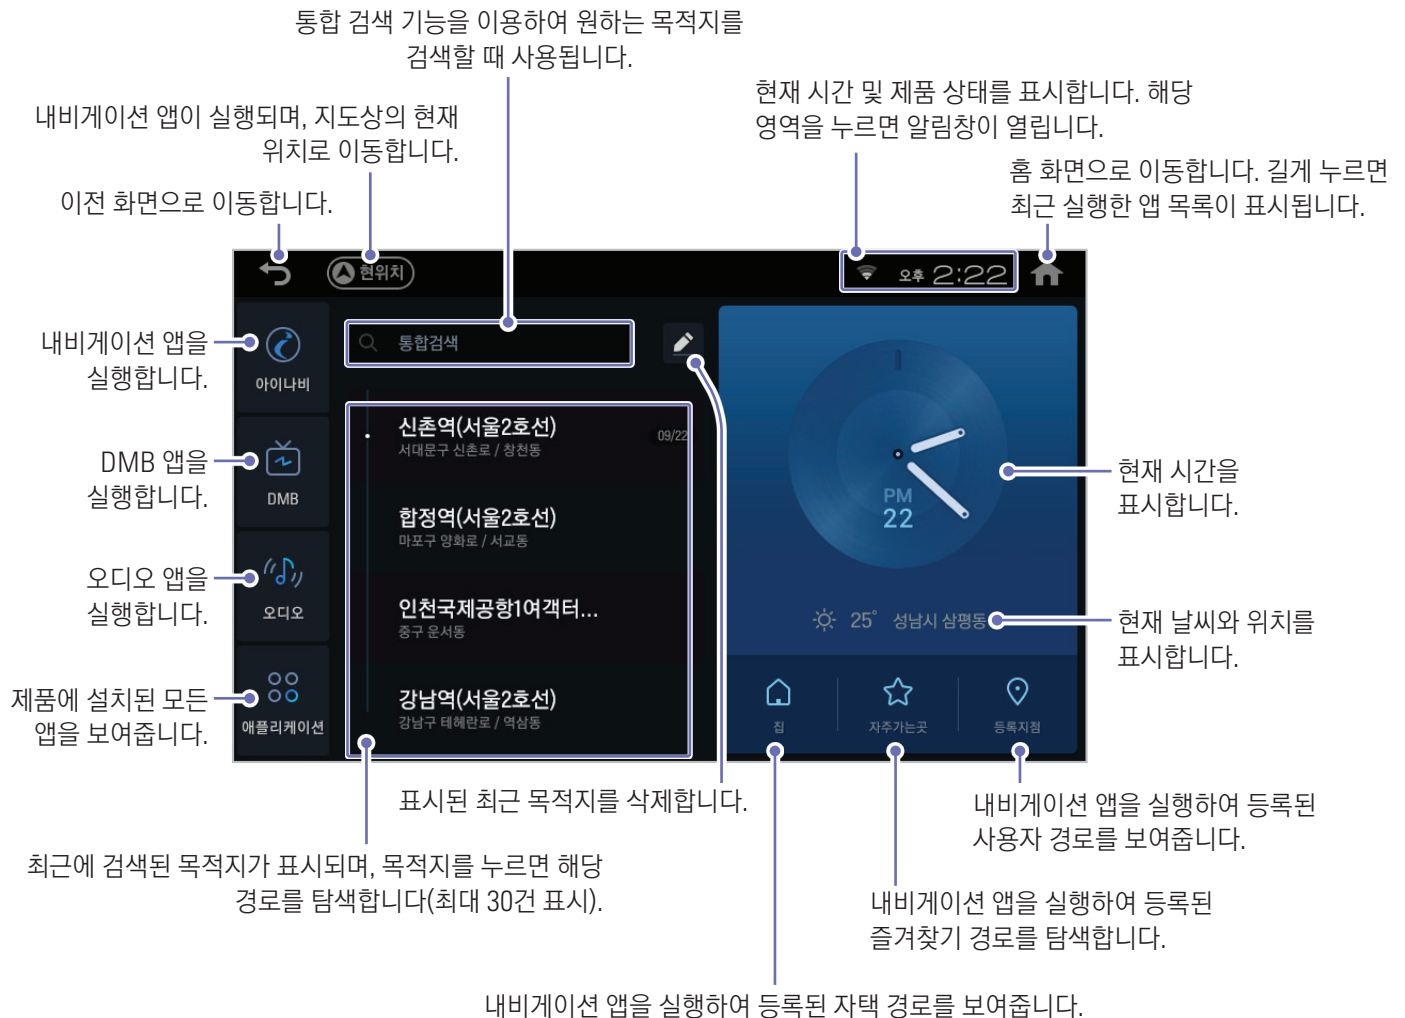 통합 검색 기능을 이용하여 원하는 목적지를
검색할 때 사용됩니다.
현재 시간 및 제품 상태를 표시합니다. 해당
영역을 누르면 알림창이 열립니다.
내비게이션 앱이 실행되며, 지도상의 현재
위치로 이동합니다.
홈 화면으로 이동합니다. 길게 누르면
최근 실행한 앱 목록이 표시됩니다.
이전 화면으로 이동합니다.
현위치
오후 2:22
내비게이션 앱을
실행합니다.
아이나비
통합검색
DMB 앱을
실행합니다.
DMB
오디오 앱을
실행합니다.
오디오
제품에 설치된 모든
앱을 보여줍니다.
애플리케이션
신촌역(서울2호선)
09/22
서대문구 신촌로 / 창천동
합정역(서울2호선)
마포구 양화로 / 서교동
인천국제공항1여객터...
중구 운서동
강남역(서울2호선)
강남구 테헤란로 / 역삼동
PM
22
현재 시간을
표시합니다.
25° 성남시 삼평동
현재 날씨와 위치를
표시합니다.
집
자주가는곳
등록지점
표시된 최근 목적지를 삭제합니다.
내비게이션 앱을 실행하여 등록된
사용자 경로를 보여줍니다.
최근에 검색된 목적지가 표시되며, 목적지를 누르면 해당
경로를 탐색합니다(최대 30건 표시).
내비게이션 앱을 실행하여 등록된
즐겨찾기 경로를 탐색합니다.
내비게이션 앱을 실행하여 등록된 자택 경로를 보여줍니다.